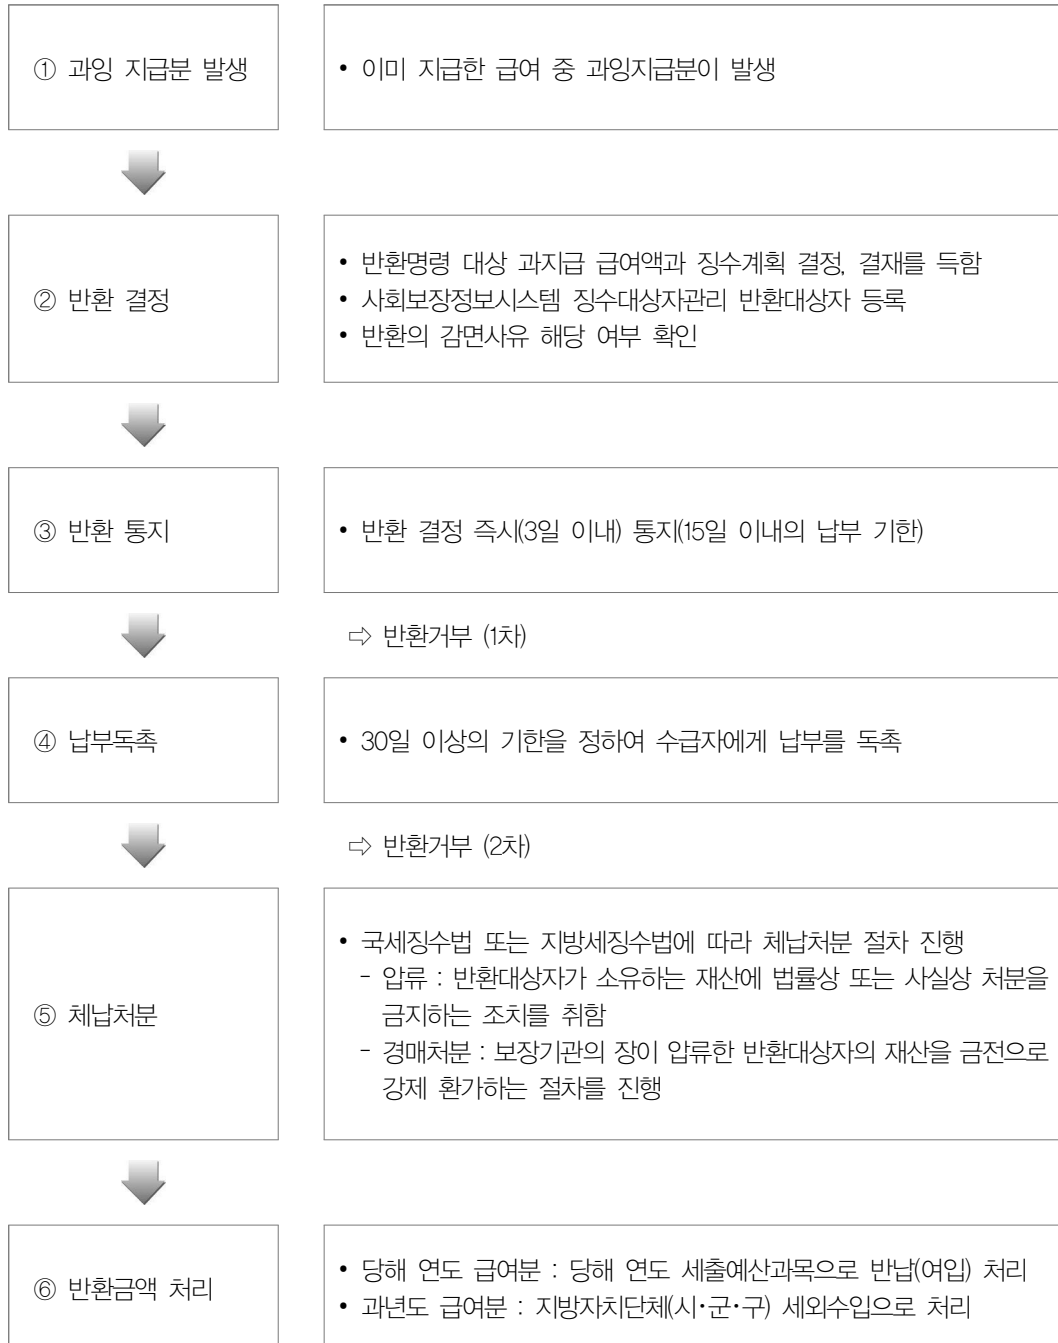 ① 과잉 지급분 발생
• 이미 지급한 급여 중 과잉지급분이 발생
② 반환 결정
• 반환명령 대상 과지급 급여액과 징수계획 결정, 결재를 득함
• 사회보장정보시스템 징수대상자관리 반환대상자 등록
• 반환의 감면사유 해당 여부 확인
③ 반환 통지
• 반환 결정 즉시(3일 이내) 통지(15일 이내의 납부 기한)
⇨ 반환거부 (1차)
④ 납부독촉
• 30일 이상의 기한을 정하여 수급자에게 납부를 독촉
⇨ 반환거부 (2차)
⑤ 체납처분
• 국세징수법 또는 지방세징수법에 따라 체납처분 절차 진행
- 압류 : 반환대상자가 소유하는 재산에 법률상 또는 사실상 처분을
금지하는 조치를 취함
- 경매처분 : 보장기관의 장이 압류한 반환대상자의 재산을 금전으로
강제 환가하는 절차를 진행
⑥ 반환금액 처리
• 당해 연도 급여분 : 당해 연도 세출예산과목으로 반납(여입) 처리
• 과년도 급여분 : 지방자치단체(시·군·구) 세외수입으로 처리